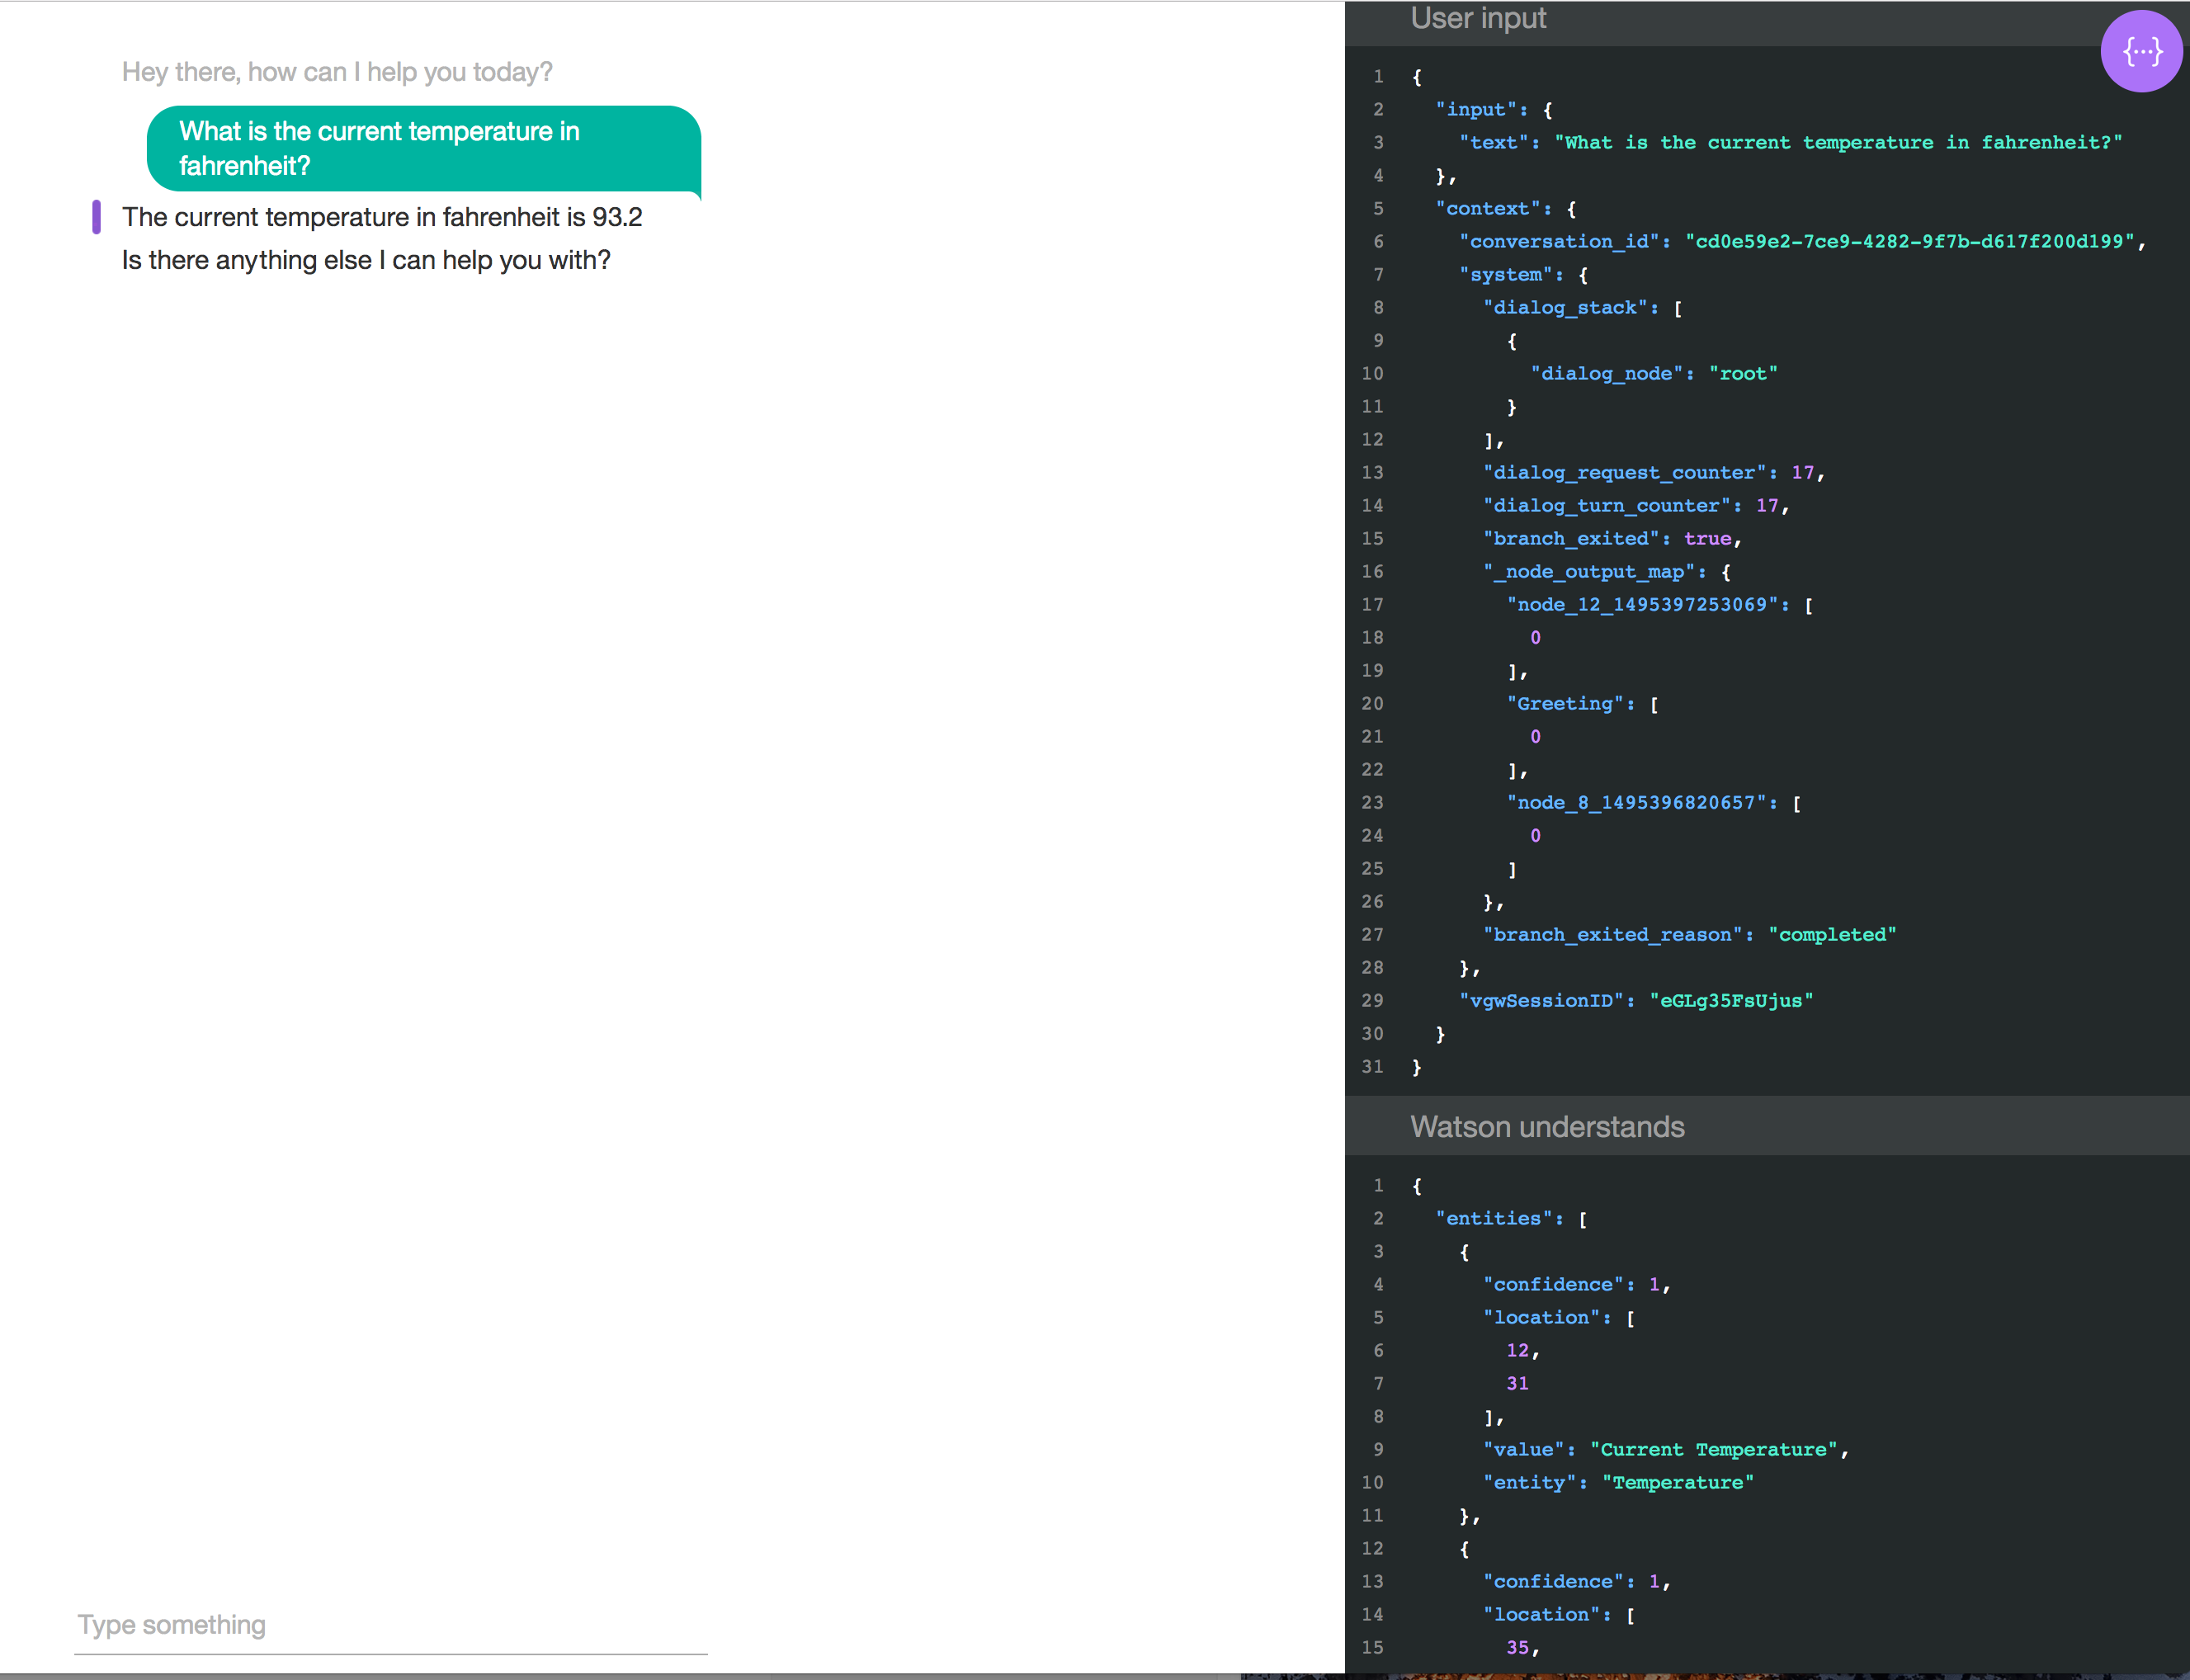 Hey there, how can I help you today?
What is the current temperature in
fahrenheit?
The current temperature in fahrenheit is 93.2
Is there anything else I can help you with?
Type something
User input
{···}
1 {
2 "input": {
3 "text": "What is the current temperature in fahrenheit?"
4 },
5 "context": {
6 "conversation_id": "cd0e59e2-7ce9-4282-9f7b-d617f200d199",
7 "system": {
8 "dialog_stack": [
9 {
10 "dialog_node": "root"
11 }
12 ],
13 "dialog_request_counter": 17,
14 "dialog_turn_counter": 17,
15 "branch_exited": true,
16 "_node_output_map": {
17 "node_12_1495397253069": [
18 0
19 ],
20 "Greeting": [
21 0
22 ],
23 "node_8_1495396820657": [
24 0
25 ]
26 },
27 "branch_exited_reason": "completed"
28 },
29 "vgwSessionID": "eGLg35FsUjus"
30 }
31 }
Watson understands
1 {
2 "entities": [
3 {
4 "confidence": 1,
5 "location": [
6 12,
7 31
8 ],
9 "value": "Current Temperature",
10 "entity": "Temperature"
11 },
12 {
13 "confidence": 1,
14 "location": [
15 35,